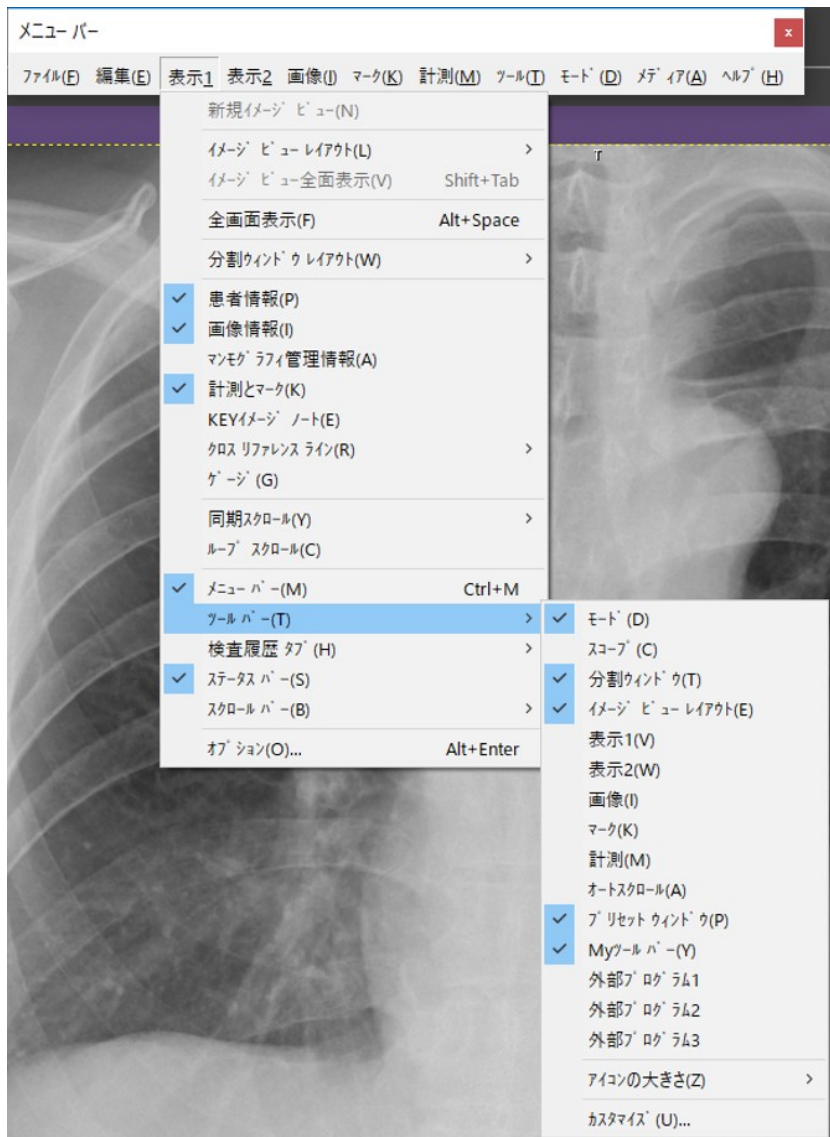 メニュー バー
x
ﾌｧｲﾙ(F) 編集(E) 表示1 表示2 画像(I) ﾏｰｸ(K) 計測(M) ﾂｰﾙ(T) ﾓｰﾄﾞ(D) ﾒﾃﾞｨｱ(A) ﾍﾙﾌﾟ(H)
新規ｲﾒｰｼﾞ ﾋﾞｭｰ(N)
ｲﾒｰｼﾞ ﾋﾞｭｰ ﾚｲｱｳﾄ(L) >
ｲﾒｰｼﾞ ﾋﾞｭｰ全面表示(V) Shift+Tab
全画面表示(F) Alt+Space
分割ｳｨﾝﾄﾞｳ ﾚｲｱｳﾄ(W) >
患者情報(P)
画像情報(I)
ﾏﾝﾓｸﾞﾗﾌｨ管理情報(A)
計測とﾏｰｸ(K)
KEYｲﾒｰｼﾞ ﾉｰﾄ(E)
ｸﾛｽ ﾘﾌｧﾚﾝｽ ﾗｲﾝ(R) >
ｹﾞｰｼﾞ(G)
同期ｽｸﾛｰﾙ(Y) >
ﾙｰﾌﾟ ｽｸﾛｰﾙ(C)
ﾒﾆｭｰ ﾊﾞｰ(M) Ctrl+M
ﾂｰﾙ ﾊﾞｰ(T) >
検査履歴 ﾀﾌﾞ(H) >
ｽﾃｰﾀｽ ﾊﾞｰ(S)
ｽｸﾛｰﾙ ﾊﾞｰ(B) >
ｵﾌﾟｼｮﾝ(O)... Alt+Enter
ﾓｰﾄﾞ(D)
ｽｺｰﾌﾟ(C)
分割ｳｨﾝﾄﾞｳ(T)
ｲﾒｰｼﾞ ﾋﾞｭｰ ﾚｲｱｳﾄ(E)
表示1(V)
表示2(W)
画像(I)
ﾏｰｸ(K)
計測(M)
ｵｰﾄｽｸﾛｰﾙ(A)
ﾌﾟﾘｾｯﾄ ｳｨﾝﾄﾞｳ(P)
Myﾂｰﾙ ﾊﾞｰ(Y)
外部ﾌﾟﾛｸﾞﾗﾑ1
外部ﾌﾟﾛｸﾞﾗﾑ2
外部ﾌﾟﾛｸﾞﾗﾑ3
ｱｲｺﾝの大きさ(Z) >
ｶｽﾀﾏｲｽﾞ(U)...